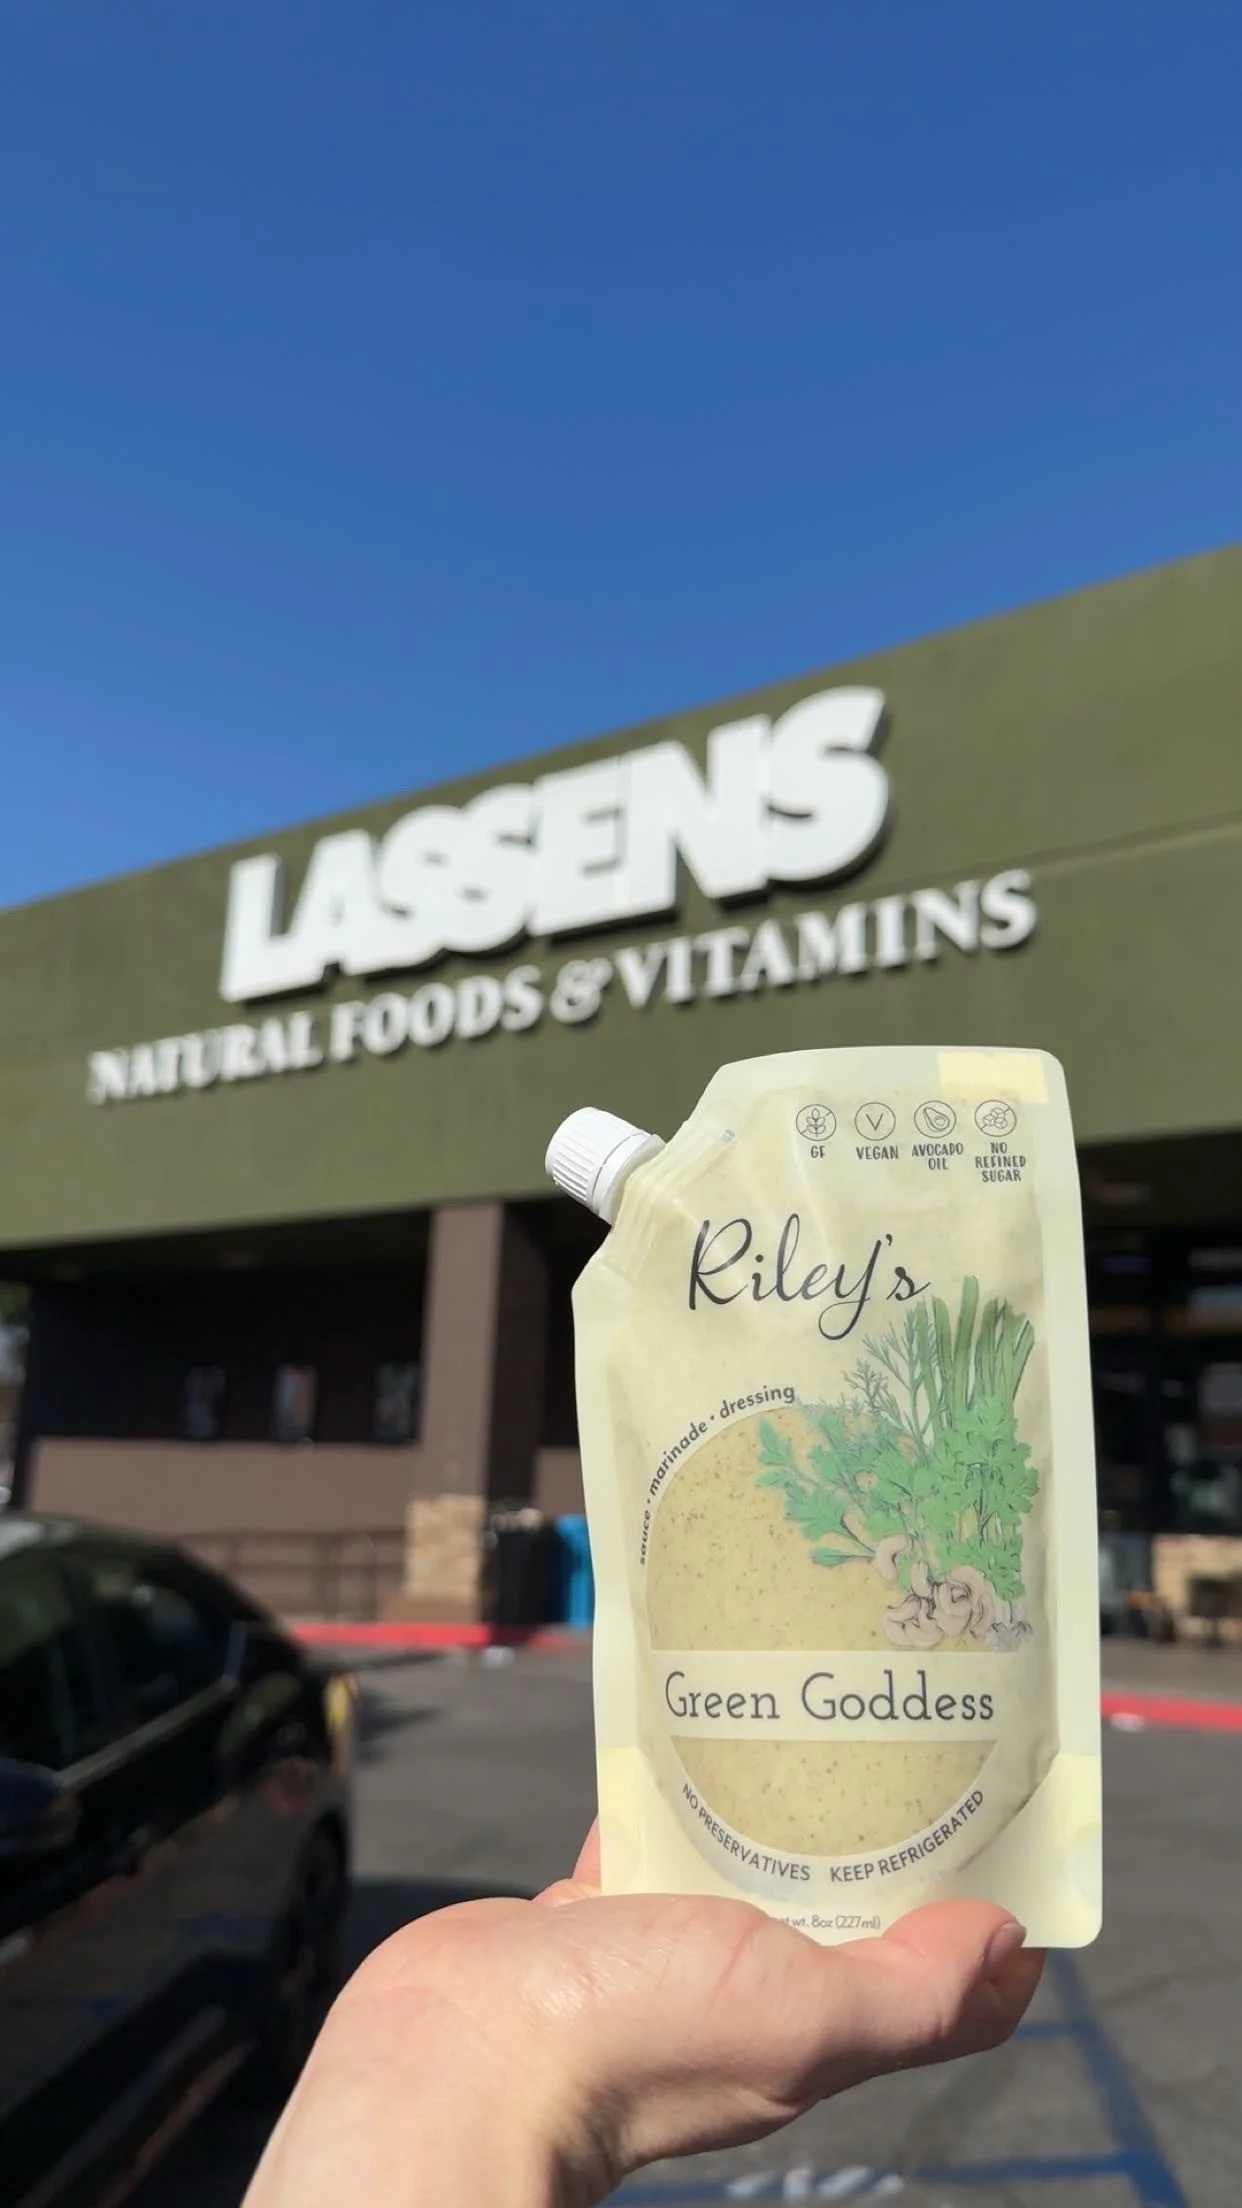 LASSENS
NATURAL FOODS & VITAMINS
GF
VEGAN
AVOCADO
OIL
NO
REFINED
SUGAR
Riley's
sauce • marinade • dressing
Green Goddess
NO PRESERVATIVES KEEP REFRIGERATED
wt. 8oz (227ml)